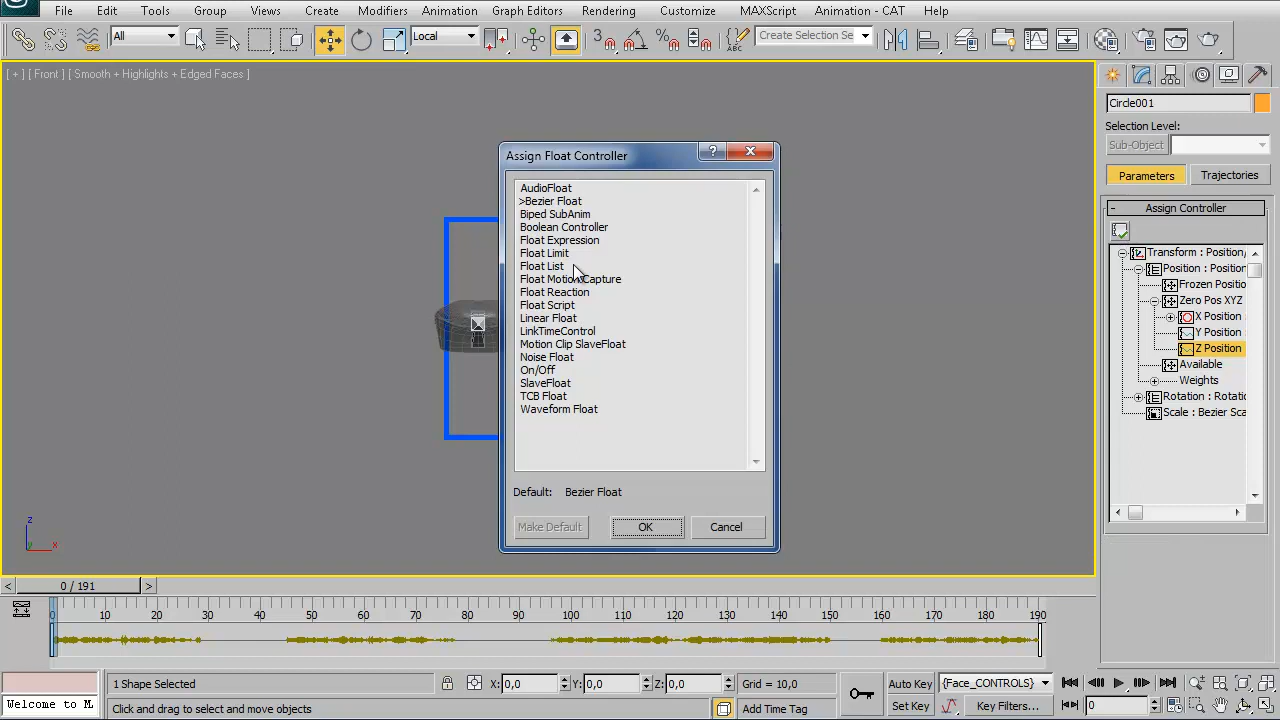 File Edit Tools Group Views Create Modifiers Animation Graph Editors Rendering Customize MAXScript Animation - CAT Help
All Local 3 Create Selection Se
[ + ] [ Front ] [ Smooth + Highlights + Edged Faces ]
Assign Float Controller
?
AudioFloat
>Bezier Float
Biped SubAnim
Boolean Controller
Float Expression
Float Limit
Float List
Float Motion Capture
Float Reaction
Float Script
Linear Float
LinkTimeControl
Motion Clip SlaveFloat
Noise Float
On/Off
SlaveFloat
TCB Float
Waveform Float
Default: Bezier Float
Make Default OK Cancel
Circle001
Selection Level:
Sub-Object
Parameters Trajectories
- Assign Controller
Transform : Position/
Position : Position
Frozen Positio
Zero Pos XYZ
X Position
Y Position
Z Position
Available
Weights
Rotation : Rotatio
Scale : Bezier Sca
z
y x
< 0 / 191 >
0 10 20 30 40 50 60 70 80 90 100 110 120 130 140 150 160 170 180 190
1 Shape Selected X: 0,0 Y: 0,0 Z: 0,0 Grid = 10,0 Auto Key {Face_CONTROLS}
Welcome to M. Click and drag to select and move objects Add Time Tag Set Key Key Filters... 0